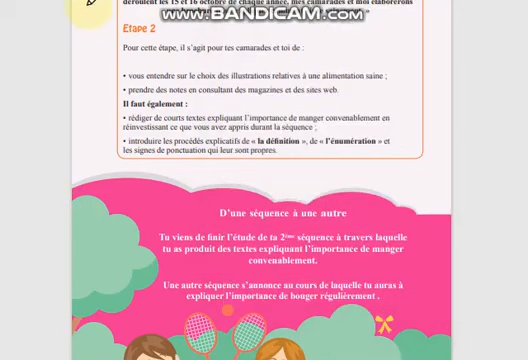 déroulent les 15 et 16 octobre de chaque année, mes camarades et moi élaborerons
www.BANDICAM.com
Etape 2
Pour cette étape, il s'agit pour tes camarades et toi de :
• vous entendre sur le choix des illustrations relatives à une alimentation saine ;
• prendre des notes en consultant des magazines et des sites web.
Il faut également :
• rédiger de courts textes expliquant l'importance de manger convenablement en
réinvestissant ce que vous avez appris durant la séquence ;
• introduire les procédés explicatifs de « la définition », de « l'énumération » et
les signes de ponctuation qui leur sont propres.
D'une séquence à une autre
Tu viens de finir l'étude de ta 2ème séquence à travers laquelle
tu as produit des textes expliquant l'importance de manger
convenablement.
Une autre séquence s'annonce au cours de laquelle tu auras à
expliquer l'importance de bouger régulièrement .